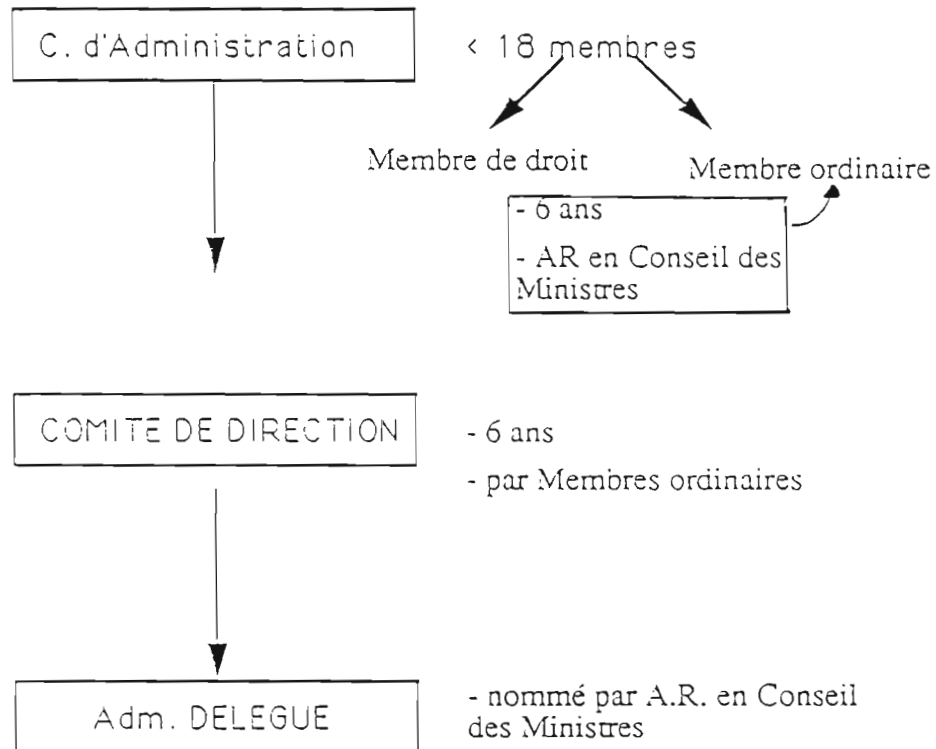 C. d'Administration
< 18 membres
Membre de droit
Membre ordinaire
- 6 ans
- AR en Conseil des
Ministres
COMITE DE DIRECTION
- 6 ans
- par Membres ordinaires
Adm. DELEGUE
- nommé par A.R. en Conseil
des Ministres